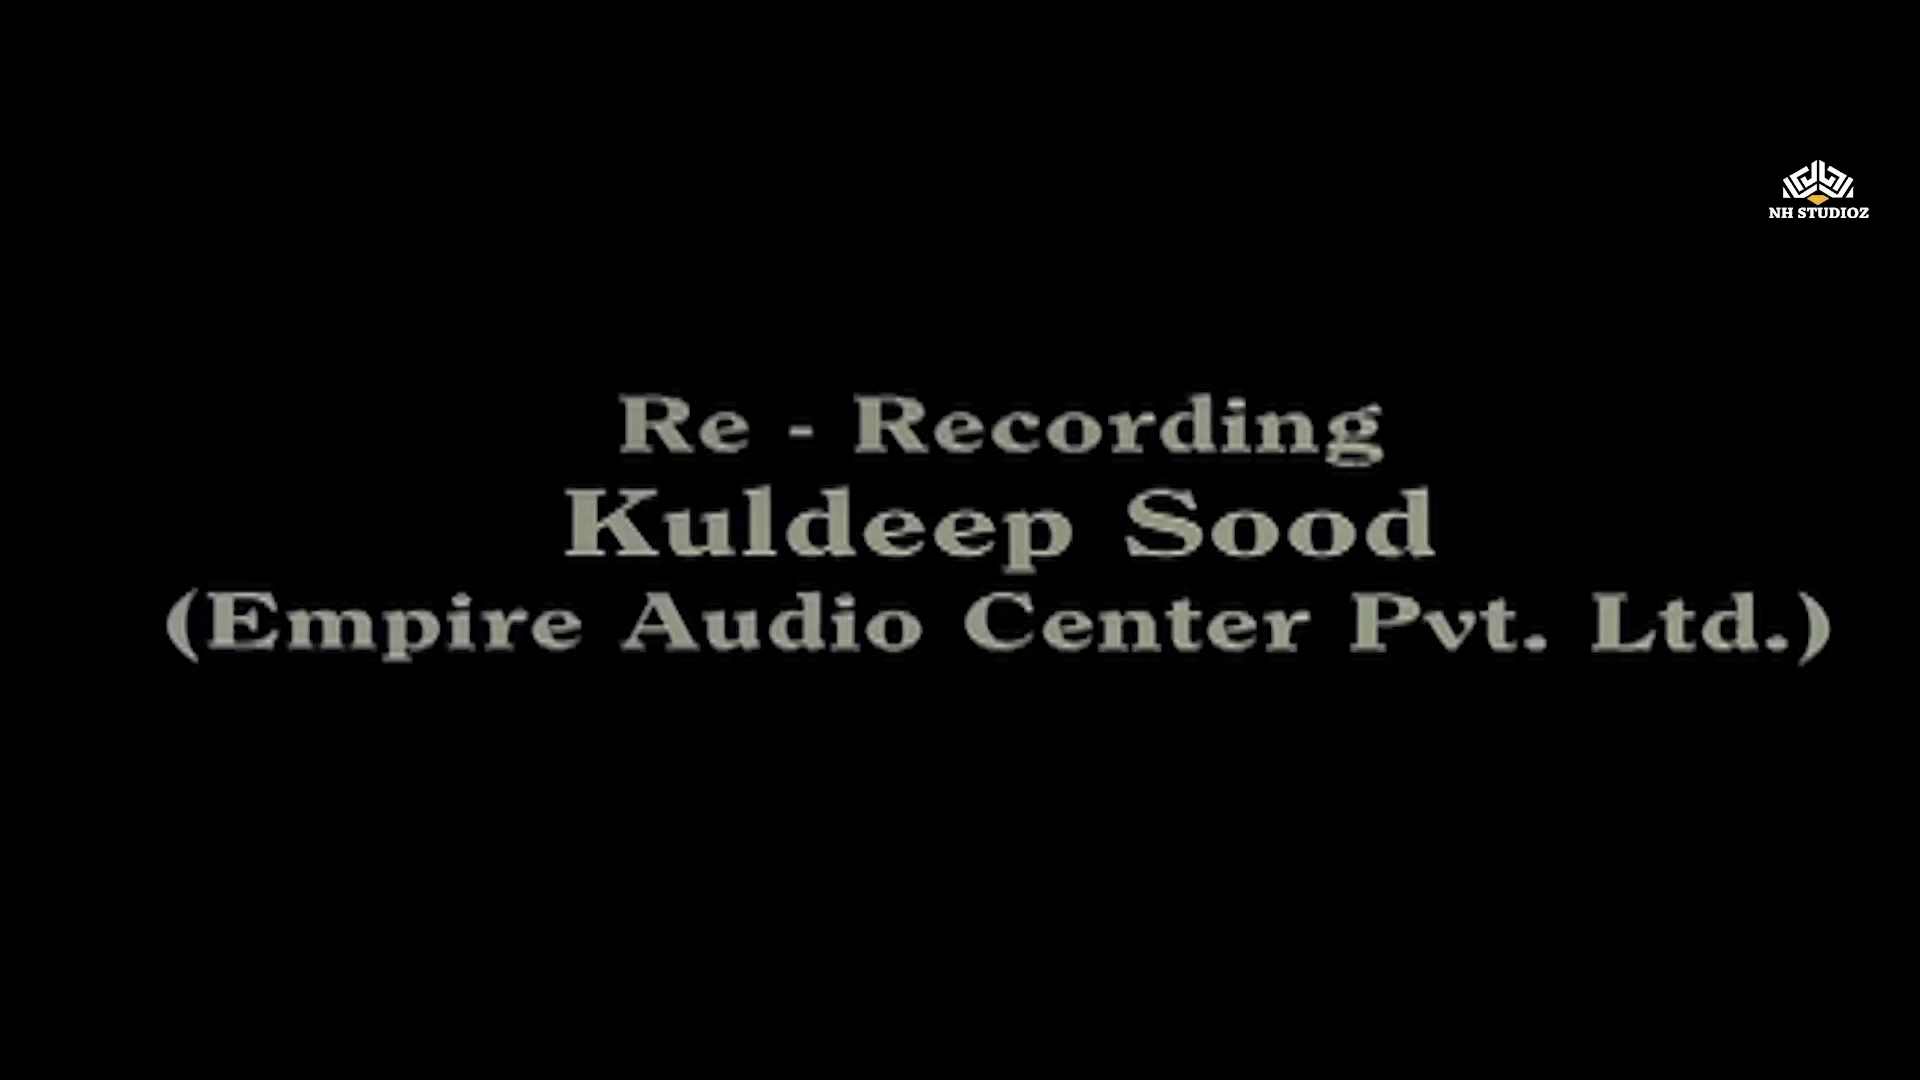 NH STUDIOZ
Re - Recording
Kuldeep Sood
(Empire Audio Center Pvt. Ltd.)